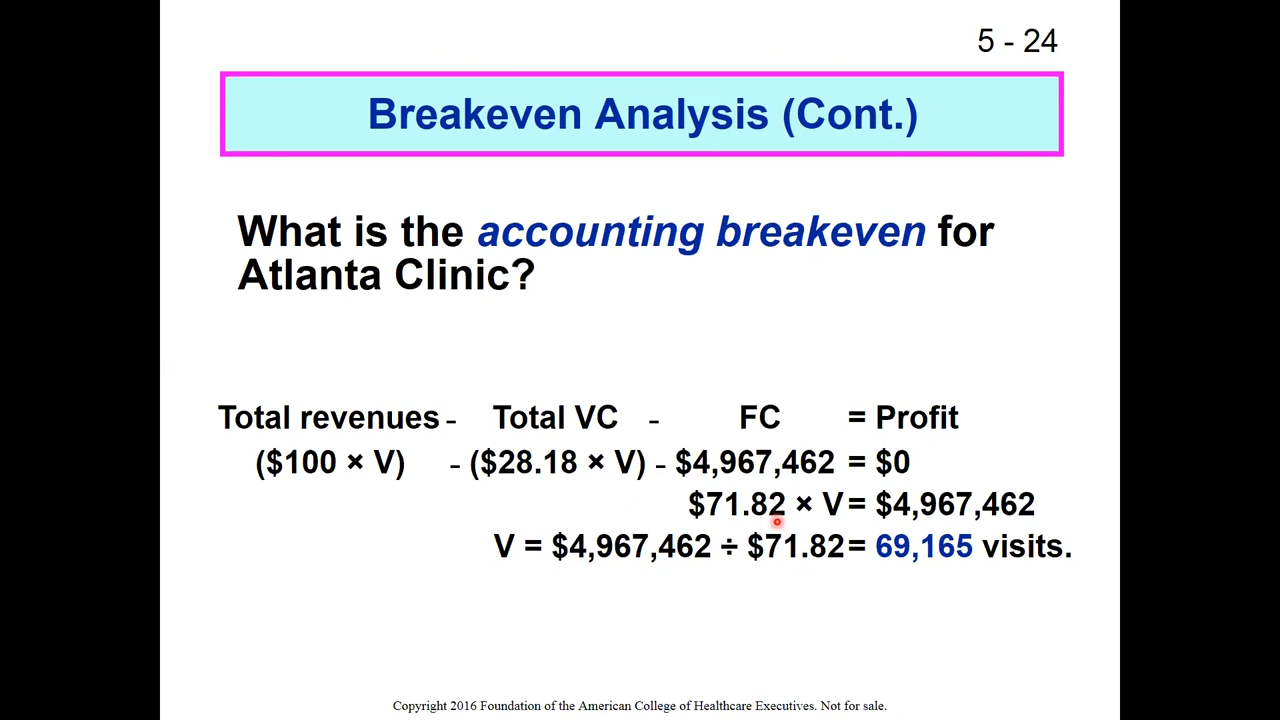 5 - 24
Breakeven Analysis (Cont.)
What is the accounting breakeven for
Atlanta Clinic?
Total revenues - Total VC - FC = Profit
($100 × V) - ($28.18 × V) - $4,967,462 = $0
$71.82 × V = $4,967,462
V = $4,967,462 ÷ $71.82 = 69,165 visits.
Copyright 2016 Foundation of the American College of Healthcare Executives. Not for sale.